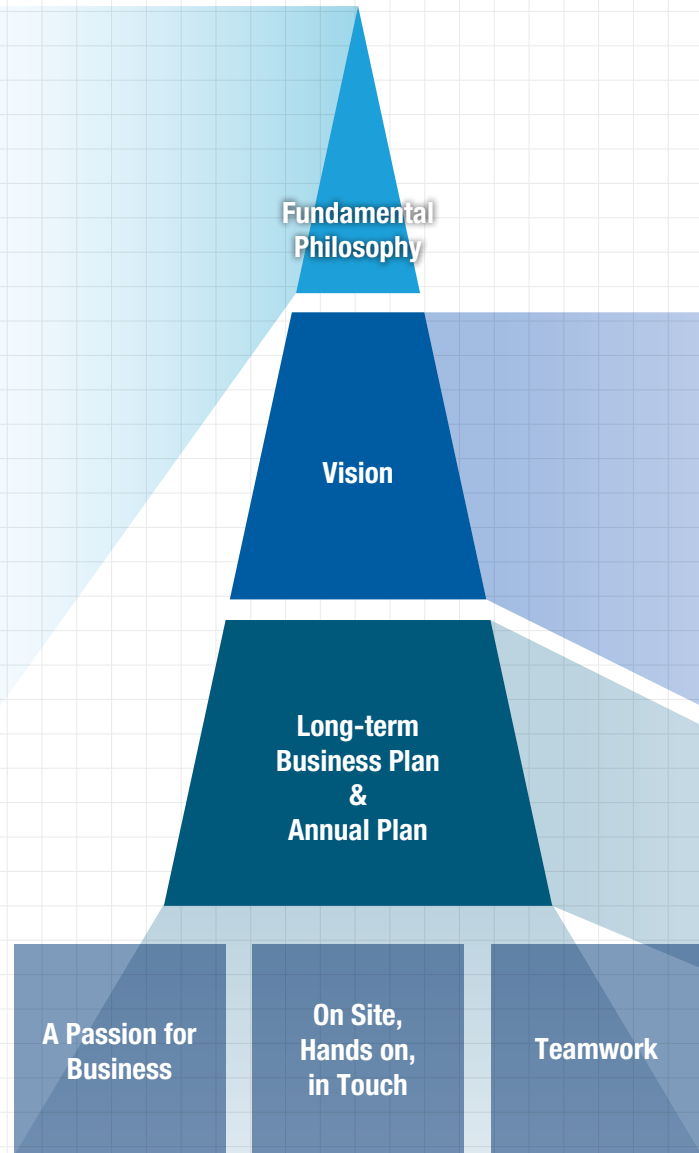 Fundamental
Philosophy
Vision
Long-term
Business Plan
&
Annual Plan
A Passion for
Business
On Site,
Hands on,
in Touch
Teamwork